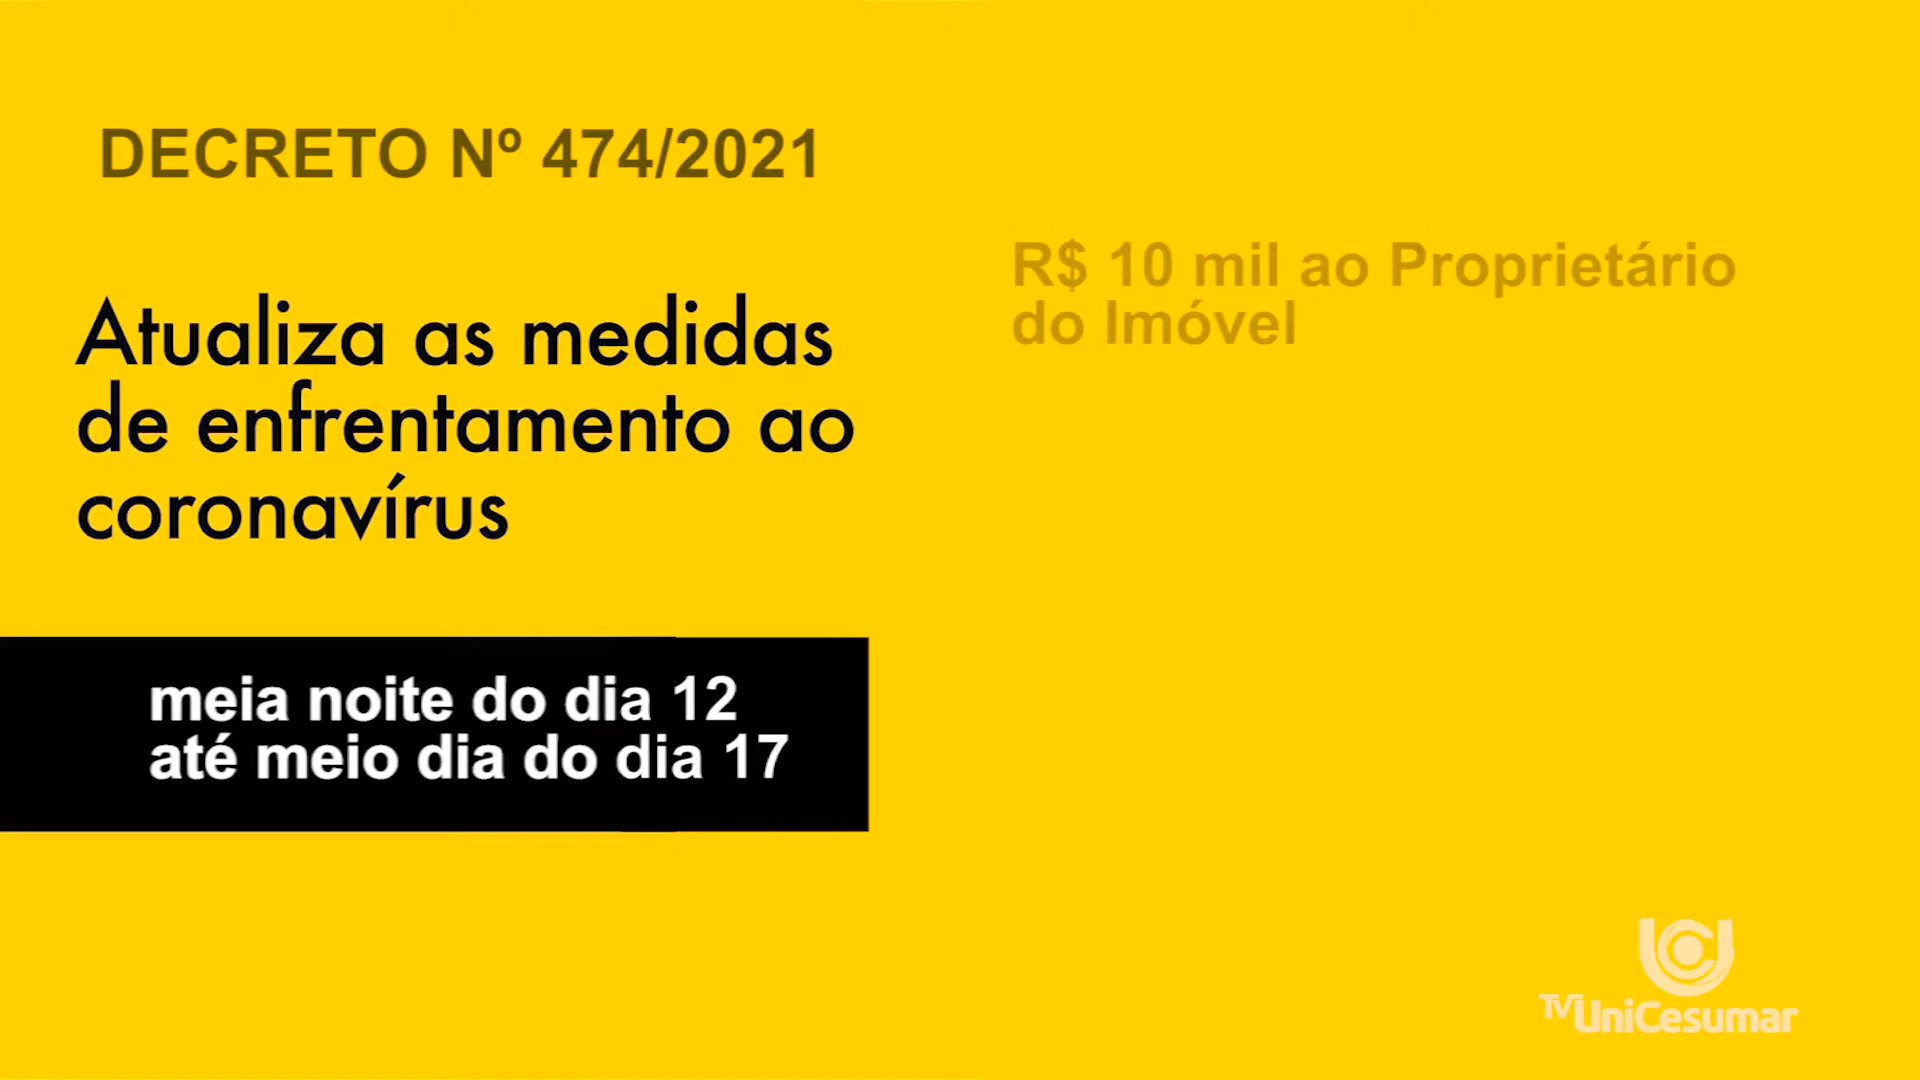 DECRETO Nº 474/2021
Atualiza as medidas
de enfrentamento ao
coronavírus
meia noite do dia 12
até meio dia do dia 17
R$ 10 mil ao Proprietário
do Imóvel
TV UniCesumar